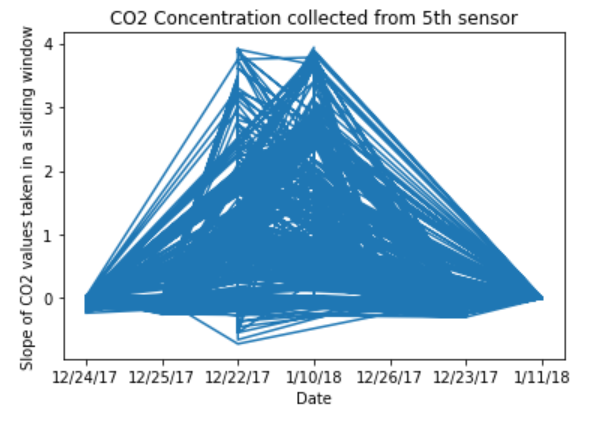 CO2 Concentration collected from 5th sensor
Slope of CO2 values taken in a sliding window
4
3
2
1
0
12/24/17 12/25/17 12/22/17 1/10/18 12/26/17 12/23/17 1/11/18
Date